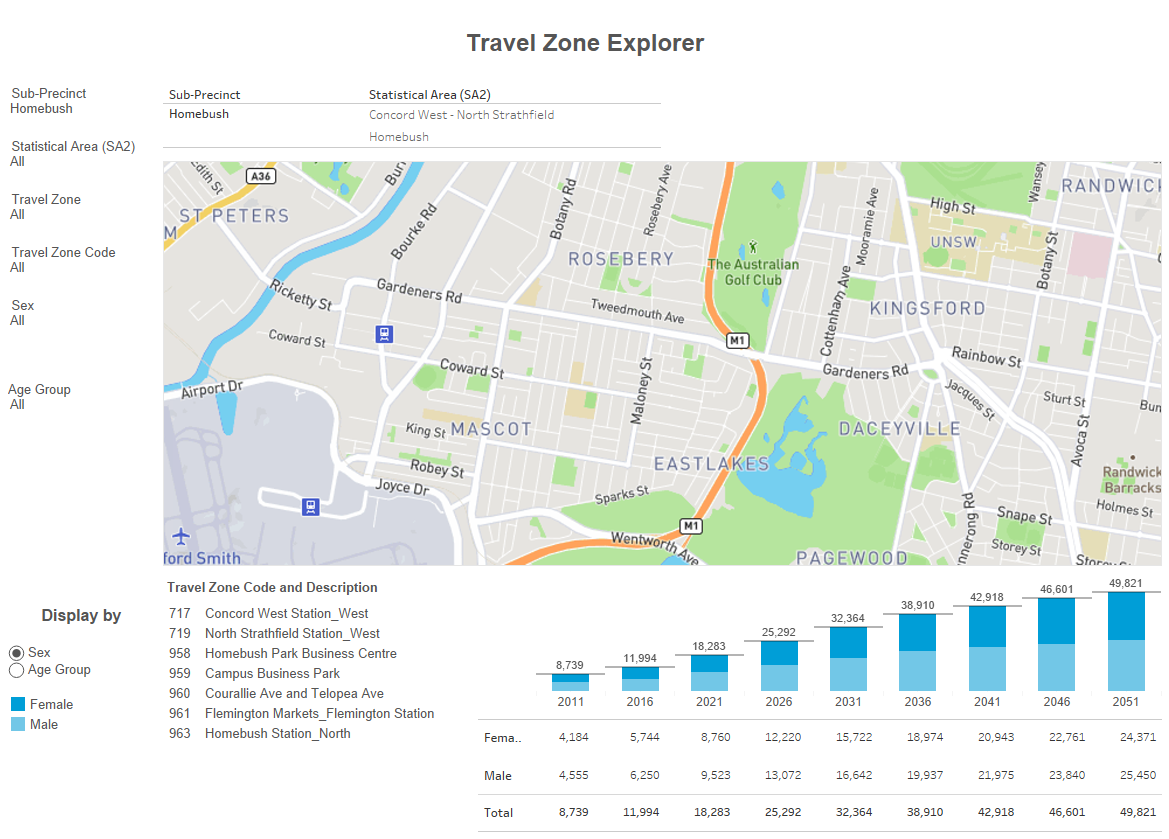 Travel Zone Explorer
Sub-Precinct
Homebush
Statistical Area (SA2)
All
Travel Zone
All
Travel Zone Code
All
Sex
All
Age Group
All
Sub-Precinct Statistical Area (SA2)
Homebush Concord West - North Strathfield
Homebush
A36
ST PETERS
M
Bourke Rd
Botany Rd
Rosebery Ave
ROSEBERY
The Australian
Golf Club
Mooramie Ave
High St
RANDWICK
UNSW
Botany St
Ricketty St
Gardeners Rd
Tweedmouth Ave
Cottenham Ave
KINGSFORD
Coward St
M1
Rainbow St
Airport Dr
Coward St
Maloney St
Gardeners Rd
Jacques St
Sturt St
King St
MASCOT
DACEYVILLE
Avoca St
Robey St
EASTLAKES
Randwick
Barracks
Joyce Dr
Sparks St
Holmes St
M1
Snape St
Wentworth Ave
Storey St
ford Smith
PAGEWOOD
Storey
nnerong Rd
Display by
Sex
Age Group
Female
Male
Travel Zone Code and Description
717 Concord West Station_West
719 North Strathfield Station_West
958 Homebush Park Business Centre
959 Campus Business Park
960 Courallie Ave and Telopea Ave
961 Flemington Markets_Flemington Station
963 Homebush Station_North
8,739 11,994 18,283 25,292 32,364 38,910 42,918 46,601 49,821
2011 2016 2021 2026 2031 2036 2041 2046 2051
Fema.. 4,184 5,744 8,760 12,220 15,722 18,974 20,943 22,761 24,371
Male 4,555 6,250 9,523 13,072 16,642 19,937 21,975 23,840 25,450
Total 8,739 11,994 18,283 25,292 32,364 38,910 42,918 46,601 49,821